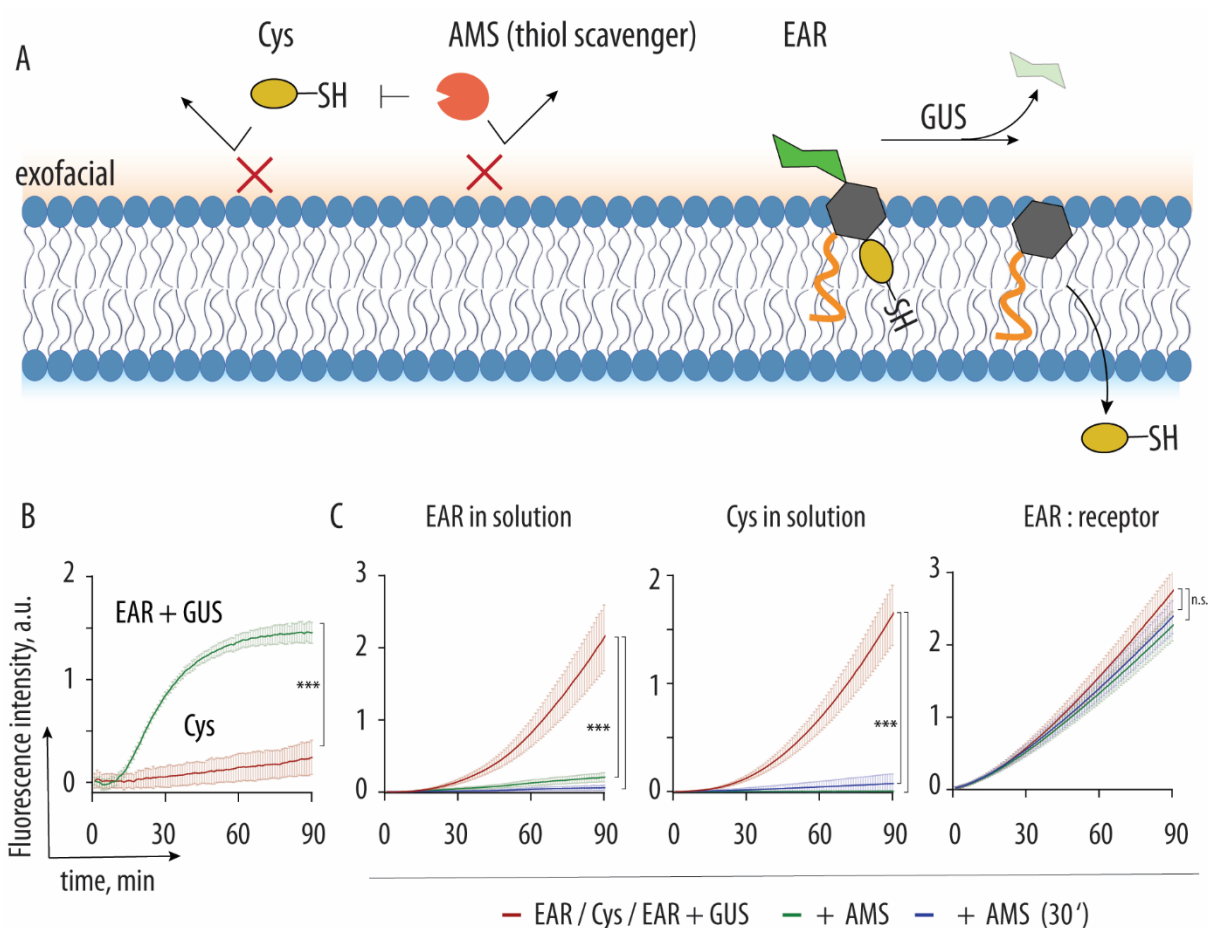 Cys AMS (thiol scavenger) EAR
A
SH
GUS
exofacial
SH
SH
B C EAR in solution Cys in solution EAR : receptor
Fluorescence intensity, a.u.
2
1
0
EAR + GUS
***
Cys
0 30 60 90
3
2
1
0
***
0 30 60 90
2
1
0
***
0 30 60 90
3
2
1
0
n.s.
0 30 60 90
time, min
EAR / Cys / EAR + GUS + AMS + AMS (30')